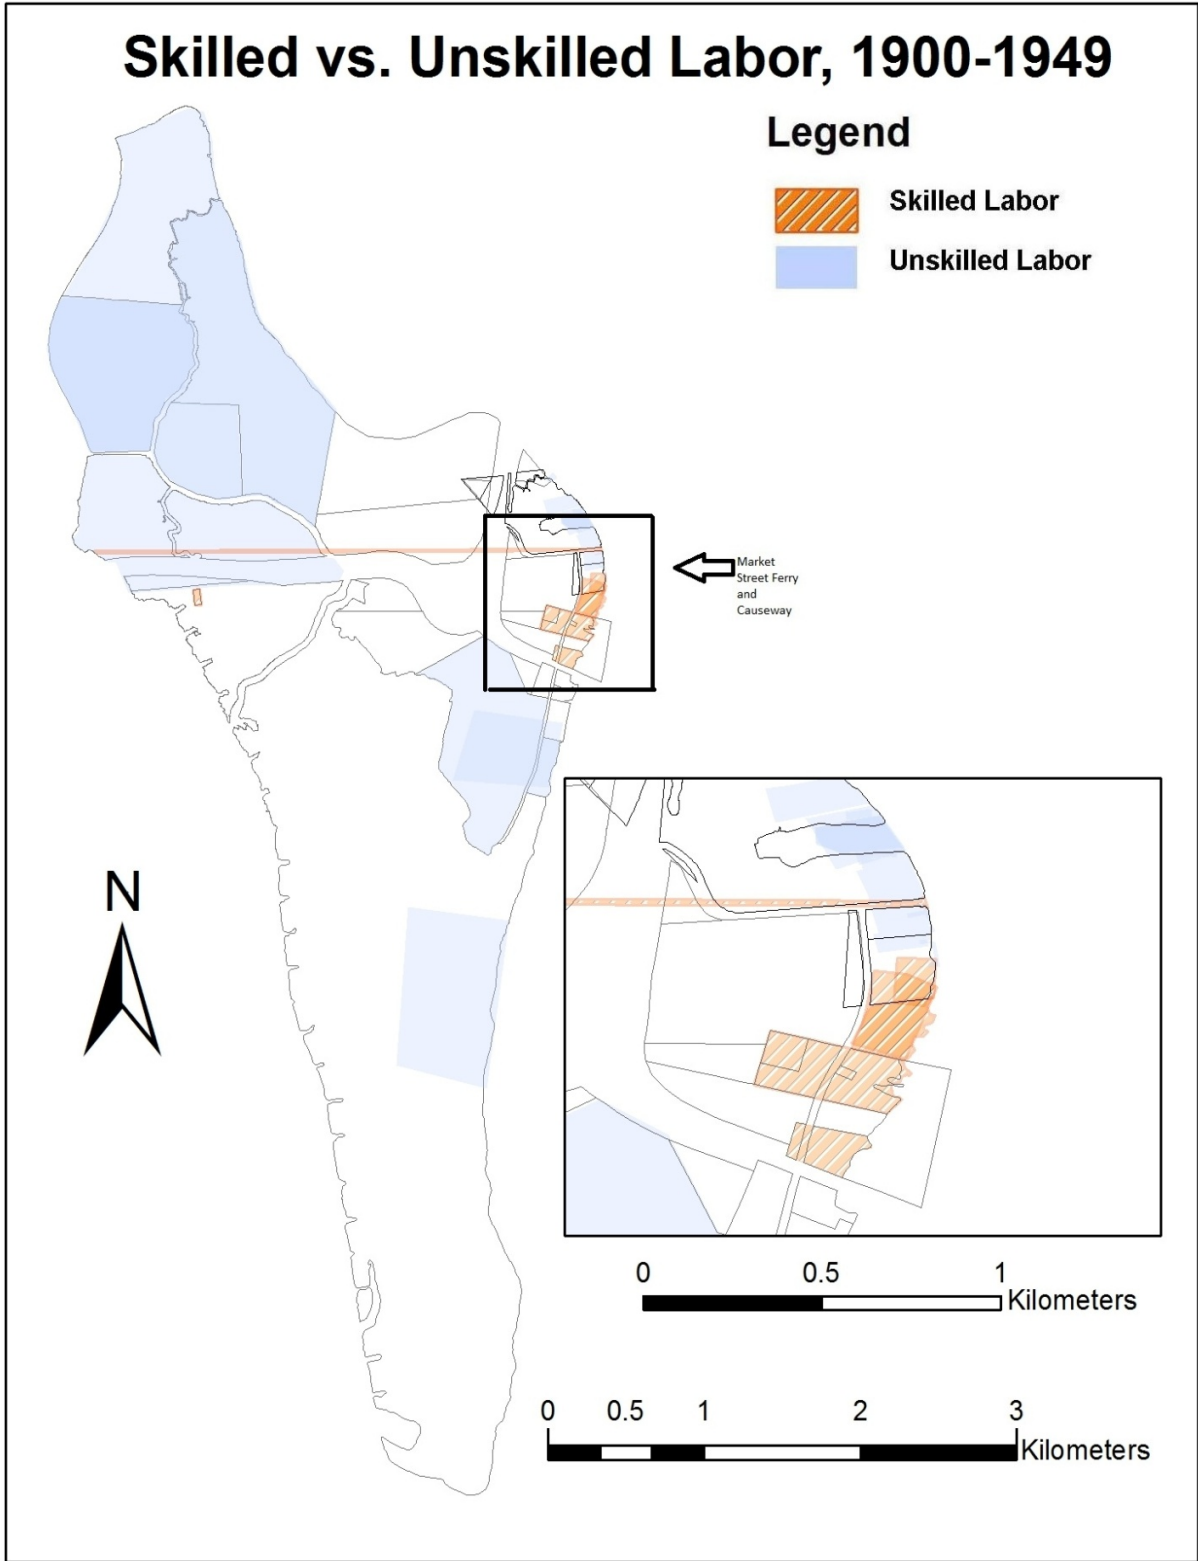 Skilled vs. Unskilled Labor, 1900-1949
Legend
Skilled Labor
Unskilled Labor
Market
Street Ferry
and
Causeway
N
0 0.5 1
Kilometers
0 0.5 1 2 3
Kilometers